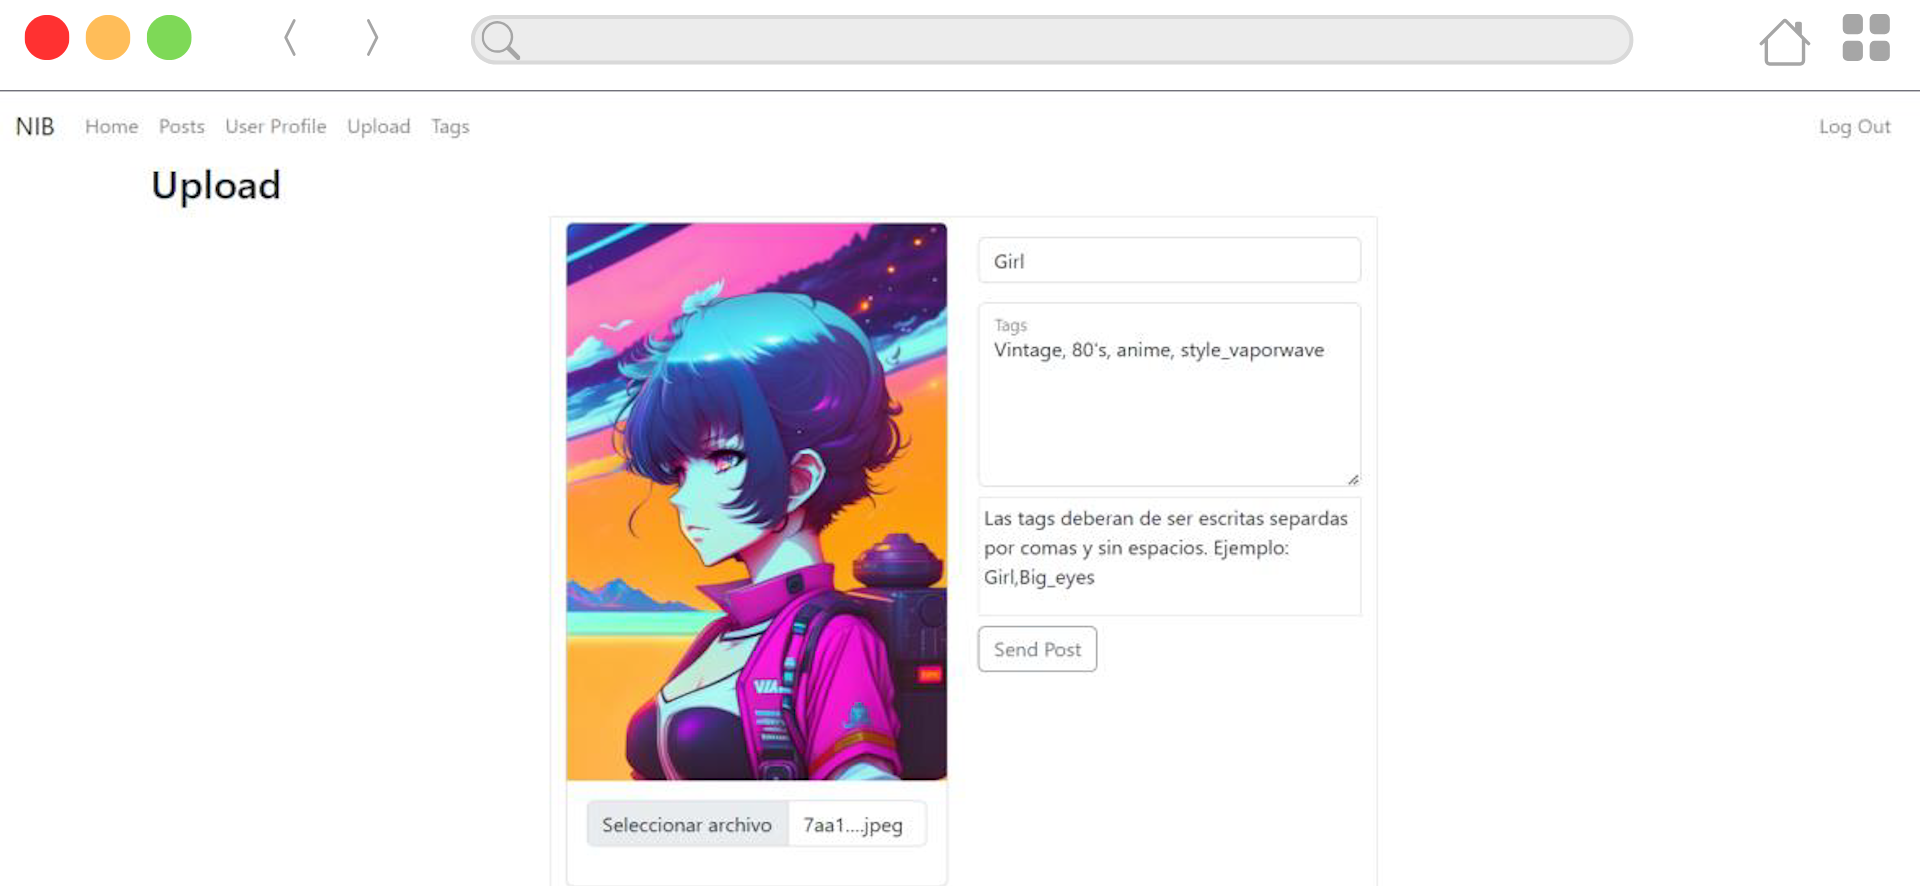 NIB Home Posts User Profile Upload Tags Log Out
Upload
Girl
Tags
Vintage, 80's, anime, style_vaporwave
Las tags deberan de ser escritas separdas
por comas y sin espacios. Ejemplo:
Girl,Big_eyes
Send Post
VIA
Seleccionar archivo 7aa1....jpeg